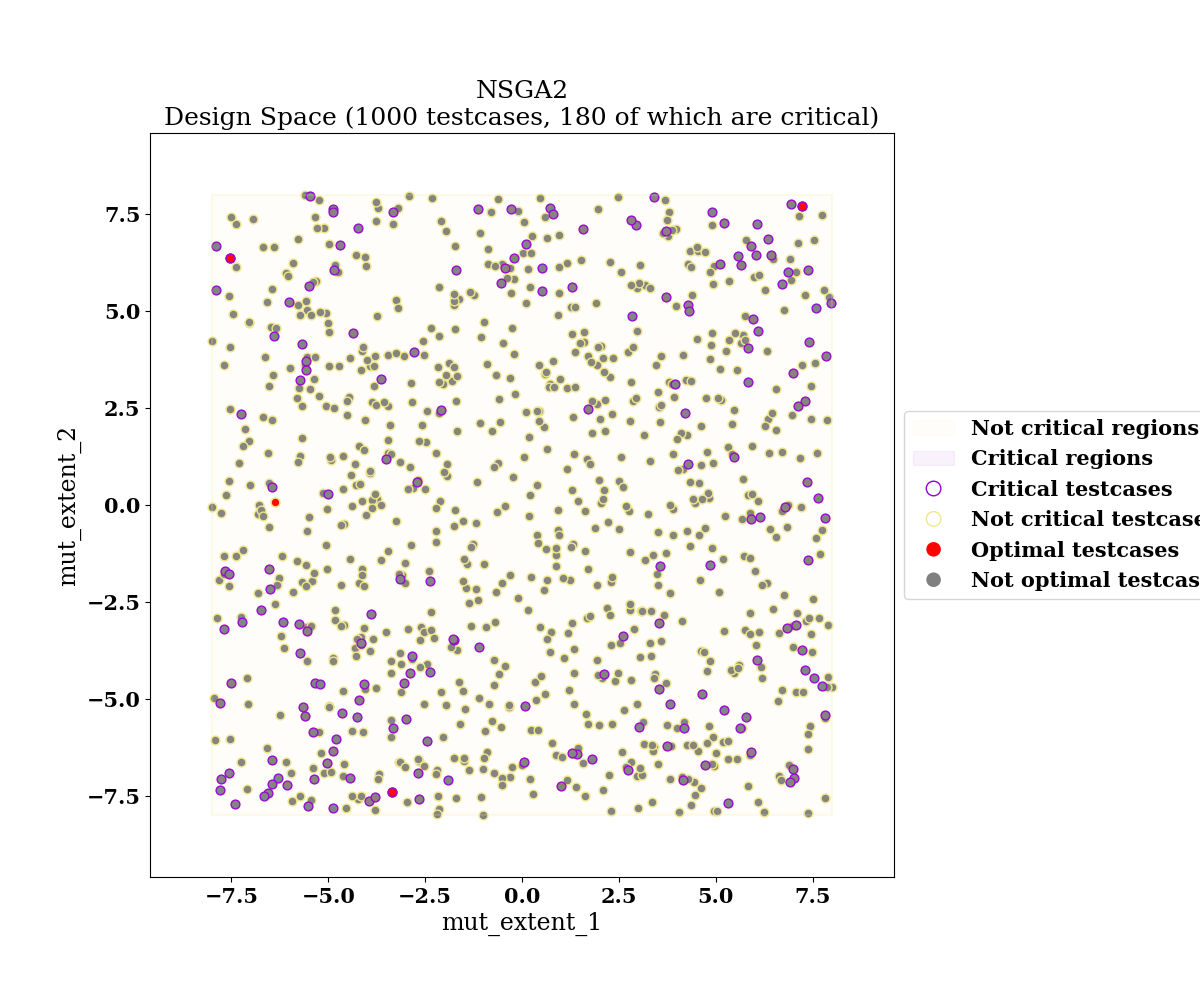 NSGA2
Design Space (1000 testcases, 180 of which are critical)
mut_extent_2
7.5
5.0
2.5
0.0
−2.5
−5.0
−7.5
−7.5
−5.0
−2.5
0.0
2.5
5.0
7.5
mut_extent_1
Not critical regions
Critical regions
Critical testcases
Not critical testcase
Optimal testcases
Not optimal testcas